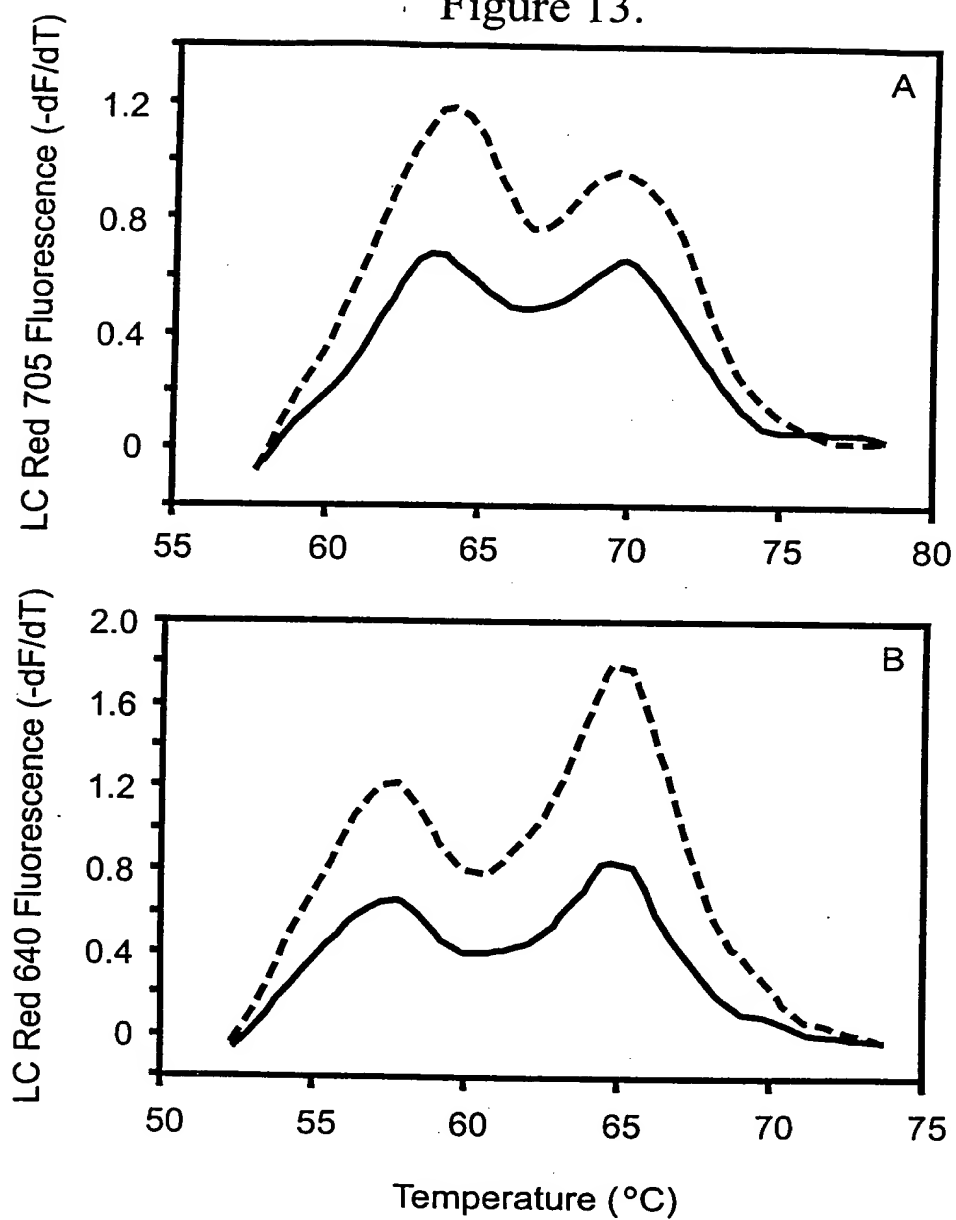 Figure 13.
LC Red 705 Fluorescence (-dF/dT)
A
1.2
0.8
0.4
0
55 60 65 70 75 80
LC Red 640 Fluorescence (-dF/dT)
B
2.0
1.6
1.2
0.8
0.4
0
50 55 60 65 70 75
Temperature (°C)